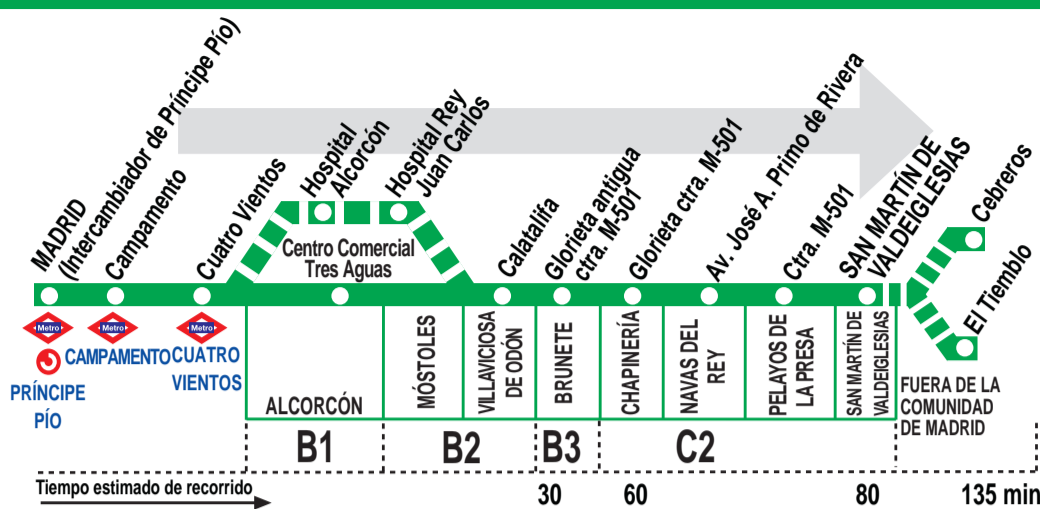 MADRID
(Intercambiador de Príncipe Pío)
Campamento
Cuatro Vientos
Hospital
Alcorcón
Hospital Rey
Juan Carlos
Centro Comercial
Tres Aguas
Calatalifa
Glorieta antigua
ctra. M-501
Glorieta ctra. M-501
Av. José A. Primo de Rivera
Ctra. M-501
SAN MARTÍN DE
VALDEIGLESIAS
Cebreros
El Tiemblo
Metro
Metro
Metro
PRÍNCIPE
PÍO
CAMPAMENTO
CUATRO
VIENTOS
ALCORCÓN
MÓSTOLES
VILLAVICIOSA
DE ODÓN
BRUNETE
CHAPINERÍA
NAVAS DEL
REY
PELAYOS DE
LA PRESA
SAN MARTÍN DE
VALDEIGLESIAS
FUERA DE LA
COMUNIDAD
DE MADRID
B1
B2
B3
C2
Tiempo estimado de recorrido
30
60
80
135 min